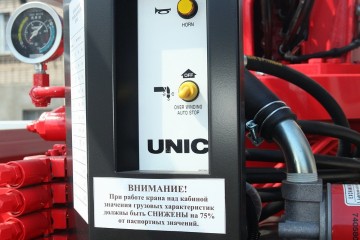 HORN
OFF
OVER WINDING
AUTO STOP
UNIC
ВНИМАНИЕ!
При работе крана над кабиной
значения грузовых характеристик
должны быть СНИЖЕНЫ на 75%
от паспортных значений.